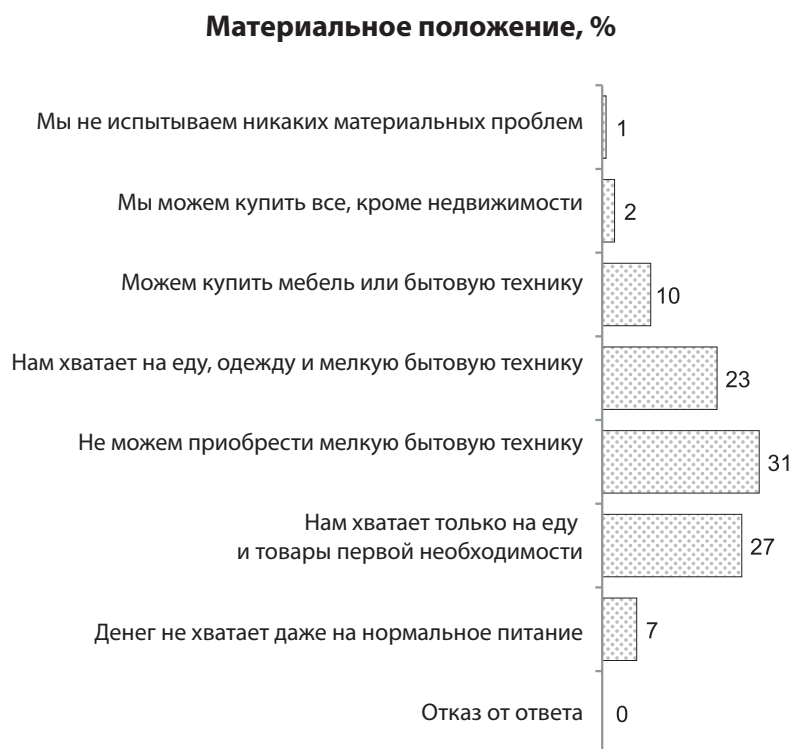 Материальное положение, %
Мы не испытываем никаких материальных проблем 1
Мы можем купить все, кроме недвижимости 2
Можем купить мебель или бытовую технику 10
Нам хватает на еду, одежду и мелкую бытовую технику 23
Не можем приобрести мелкую бытовую технику 31
Нам хватает только на еду
и товары первой необходимости 27
Денег не хватает даже на нормальное питание 7
Отказ от ответа 0